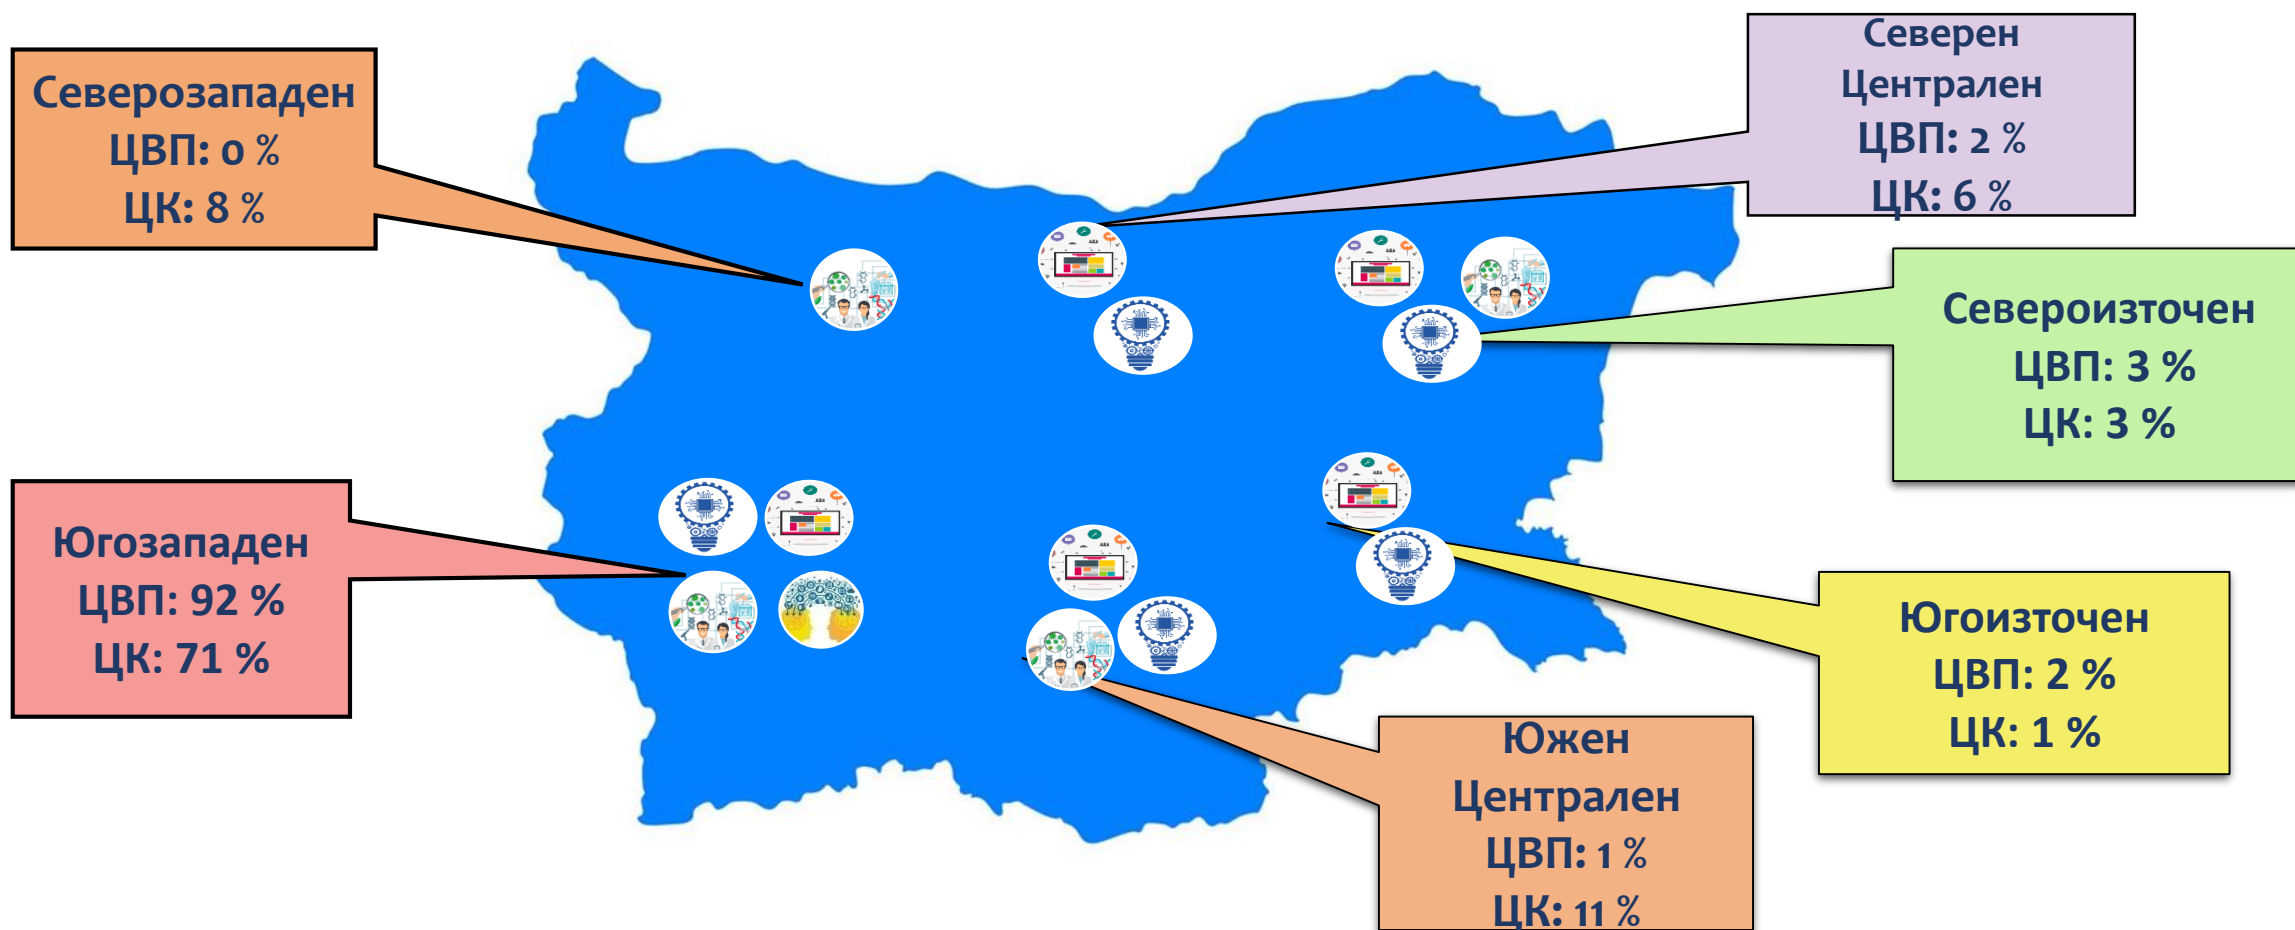 Северозападен
ЦВП: 0 %
ЦК: 8 %
Северен
Централен
ЦВП: 2 %
ЦК: 6 %
Североизточен
ЦВП: 3 %
ЦК: 3 %
Югозападен
ЦВП: 92 %
ЦК: 71 %
Югоизточен
ЦВП: 2 %
ЦК: 1 %
Южен
Централен
ЦВП: 1 %
ЦК: 11 %